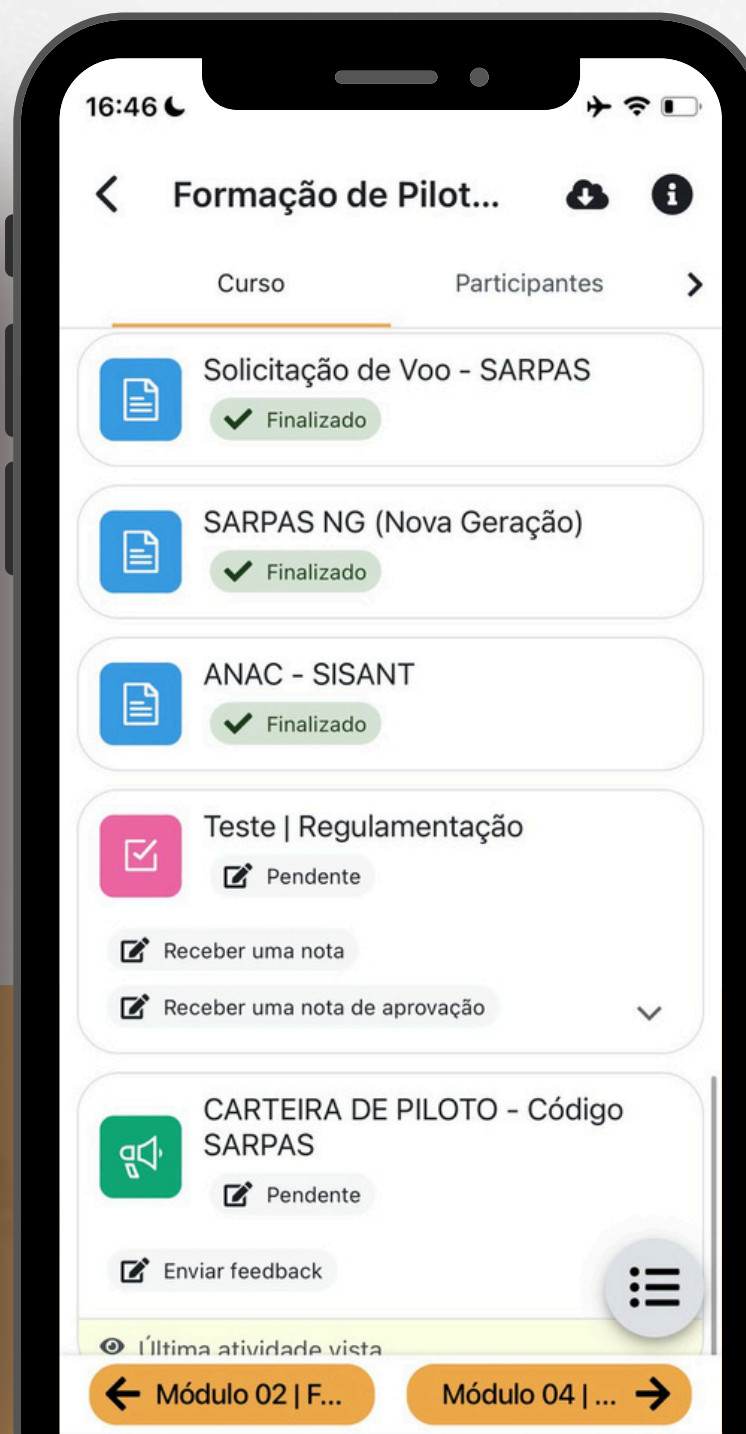 16:46
Formação de Pilot...
Curso
Participantes
Solicitação de Voo - SARPAS
Finalizado
SARPAS NG (Nova Geração)
Finalizado
ANAC - SISANT
Finalizado
Teste | Regulamentação
Pendente
Receber uma nota
Receber uma nota de aprovação
CARTEIRA DE PILOTO - Código
SARPAS
Pendente
Enviar feedback
Última atividade vista
Módulo 02 | F...
Módulo 04 | ...